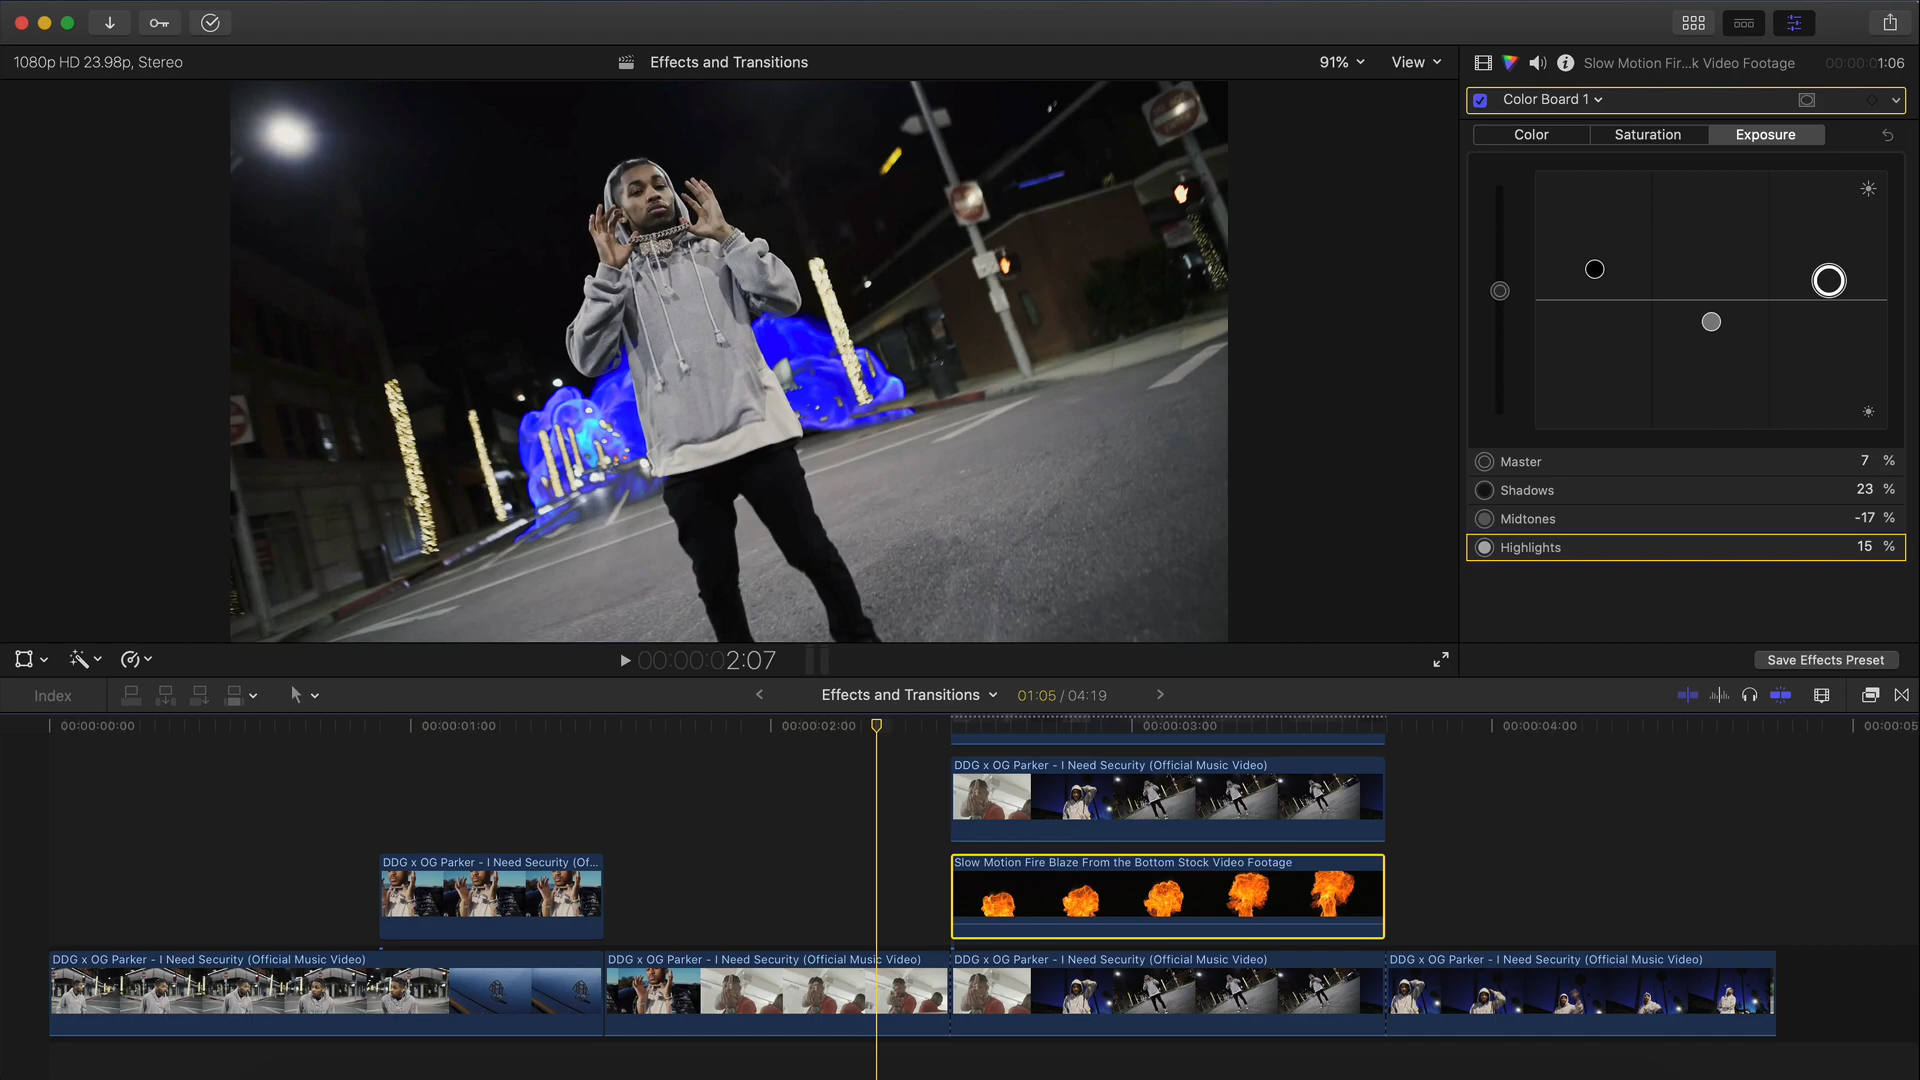 1080p HD 23.98p, Stereo
Effects and Transitions
91%
View
Slow Motion Fir...k Video Footage
00:00:01:06
Color Board 1
Color
Saturation
Exposure
Master
7 %
Shadows
23 %
Midtones
-17 %
Highlights
15 %
00:00:02:07
Save Effects Preset
Index
Effects and Transitions
01:05 / 04:19
00:00:00:00
00:00:01:00
00:00:02:00
00:00:03:00
00:00:04:00
00:00:05
DDG x OG Parker - I Need Security (Official Music Video)
DDG x OG Parker - I Need Security (Of...
Slow Motion Fire Blaze From the Bottom Stock Video Footage
DDG x OG Parker - I Need Security (Official Music Video)
DDG x OG Parker - I Need Security (Official Music Video)
DDG x OG Parker - I Need Security (Official Music Video)
DDG x OG Parker - I Need Security (Official Music Video)